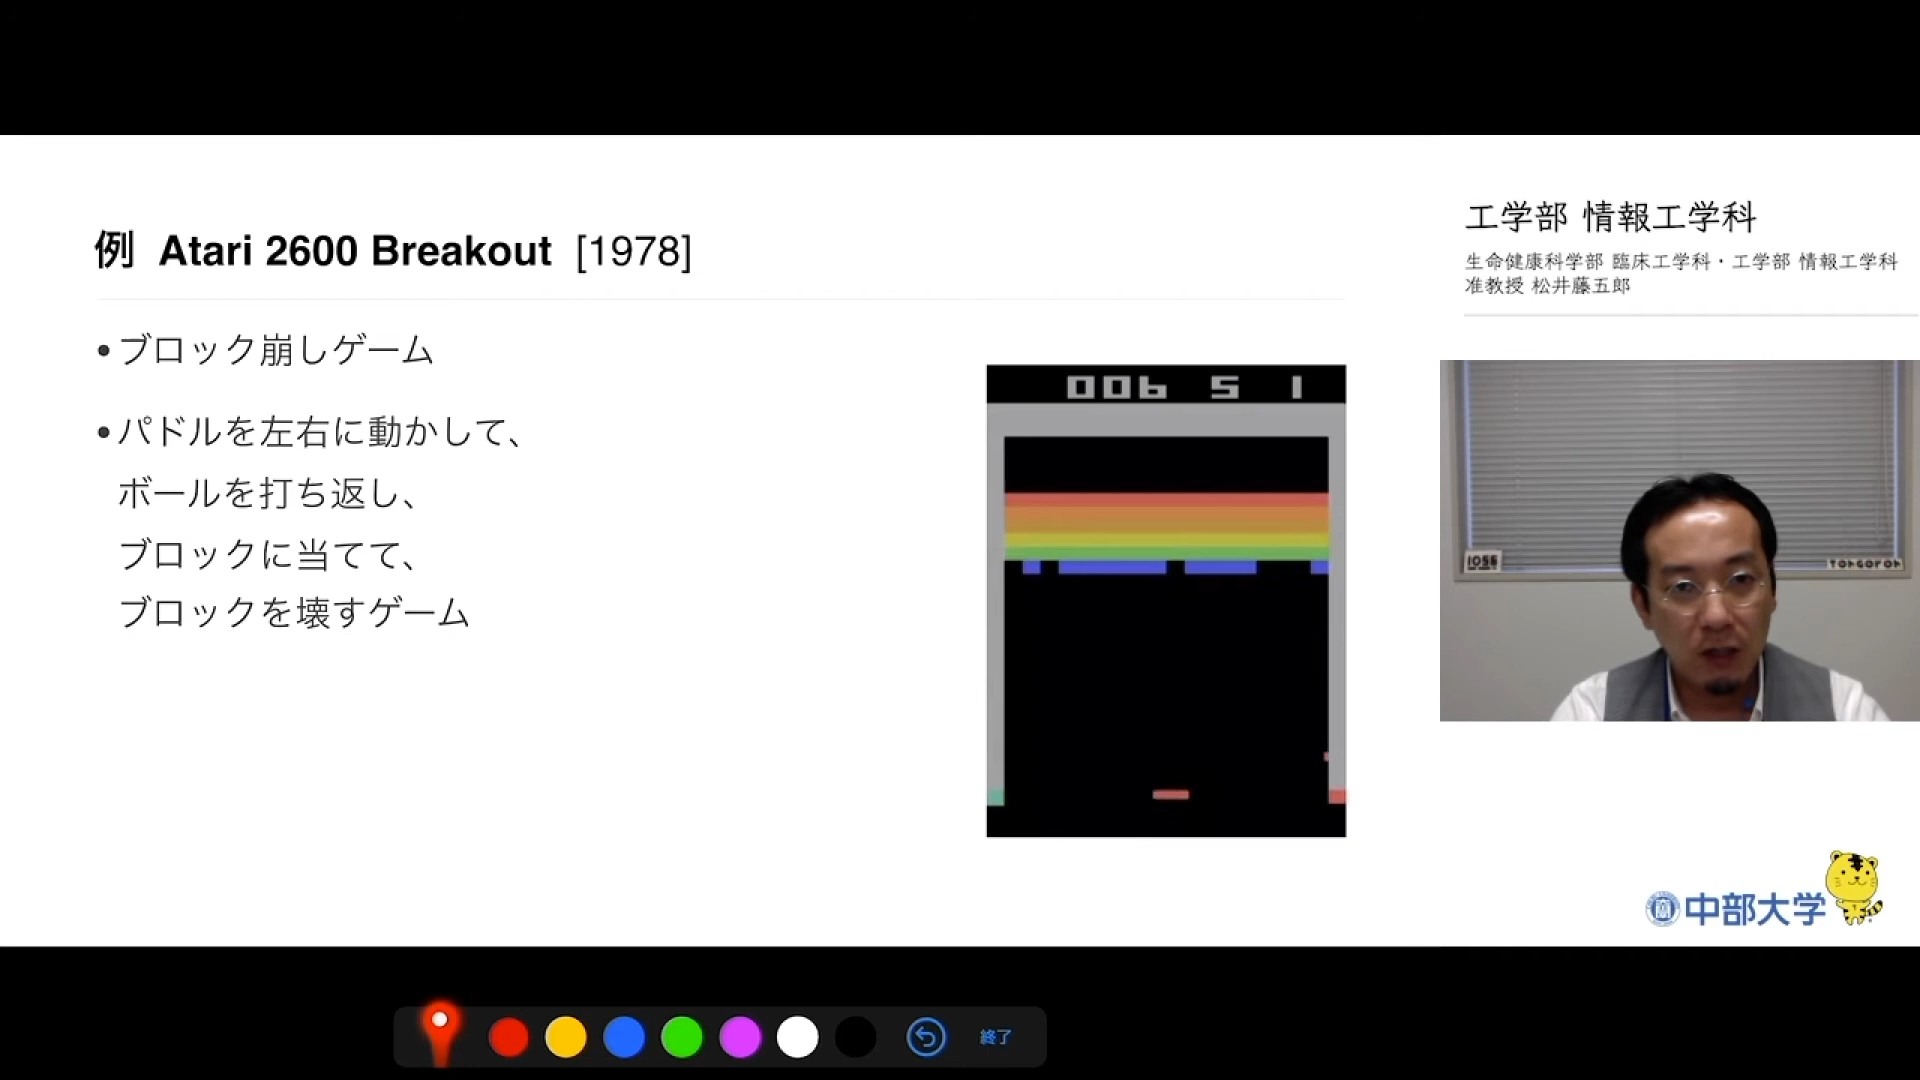 例 Atari 2600 Breakout [1978]
•ブロック崩しゲーム
•パドルを左右に動かして、
ボールを打ち返し、
ブロックに当てて、
ブロックを壊すゲーム
006 5 1
工学部 情報工学科
生命健康科学部 臨床工学科・工学部 情報工学科
准教授 松井藤五郎
中部大学
終了